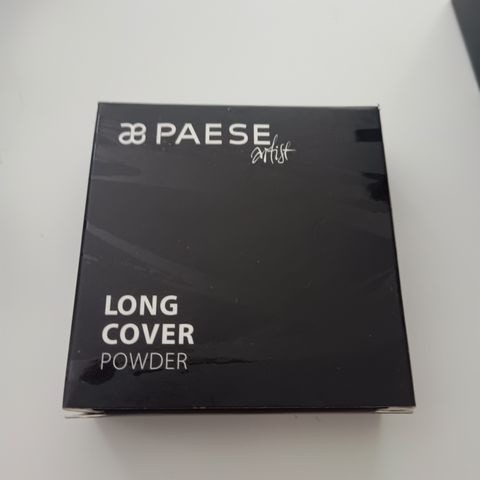 PAESE
artist
LONG
COVER
POWDER